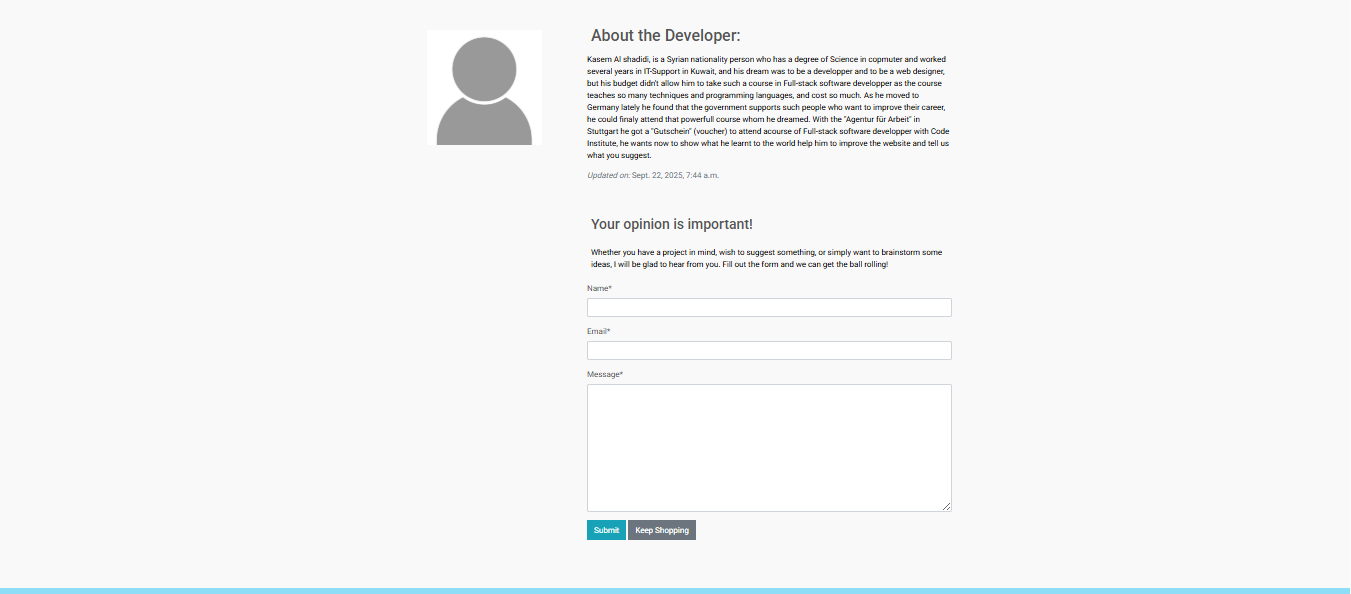 About the Developer:
Kasem Al shadidi, is a Syrian nationality person who has a degree of Science in copmuter and worked
several years in IT-Support in Kuwait, and his dream was to be a developper and to be a web designer,
but his budget didn't allow him to take such a course in Full-stack software developper as the course
teaches so many techniques and programming languages, and cost so much. As he moved to
Germany lately he found that the government supports such people who want to improve their career,
he could finaly attend that powerfull course whom he dreamed. With the "Agentur für Arbeit" in
Stuttgart he got a "Gutschein" (voucher) to attend acourse of Full-stack software developper with Code
Institute, he wants now to show what he learnt to the world help him to improve the website and tell us
what you suggest.
Updated on: Sept. 22, 2025, 7:44 a.m.
Your opinion is important!
Whether you have a project in mind, wish to suggest something, or simply want to brainstorm some
ideas, I will be glad to hear from you. Fill out the form and we can get the ball rolling!
Name*
Email*
Message*
Submit Keep Shopping